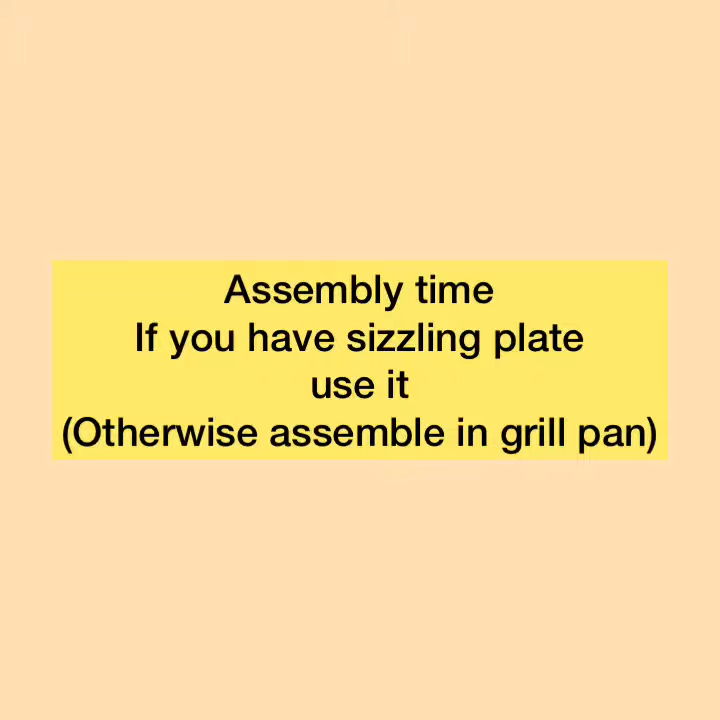 Assembly time
If you have sizzling plate
use it
(Otherwise assemble in grill pan)